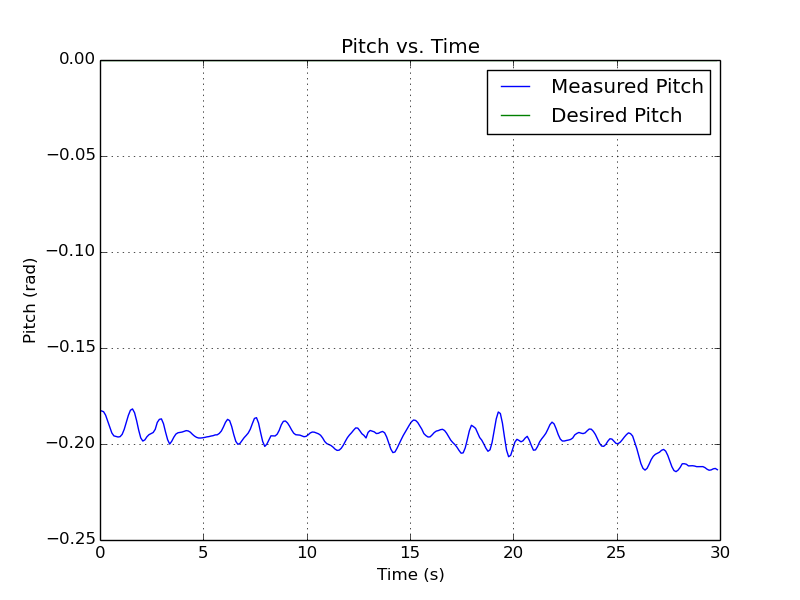 Pitch vs. Time
Measured Pitch
Desired Pitch
0.00
−0.05
−0.10
−0.15
−0.20
−0.25
Pitch (rad)
0 5 10 15 20 25 30
Time (s)